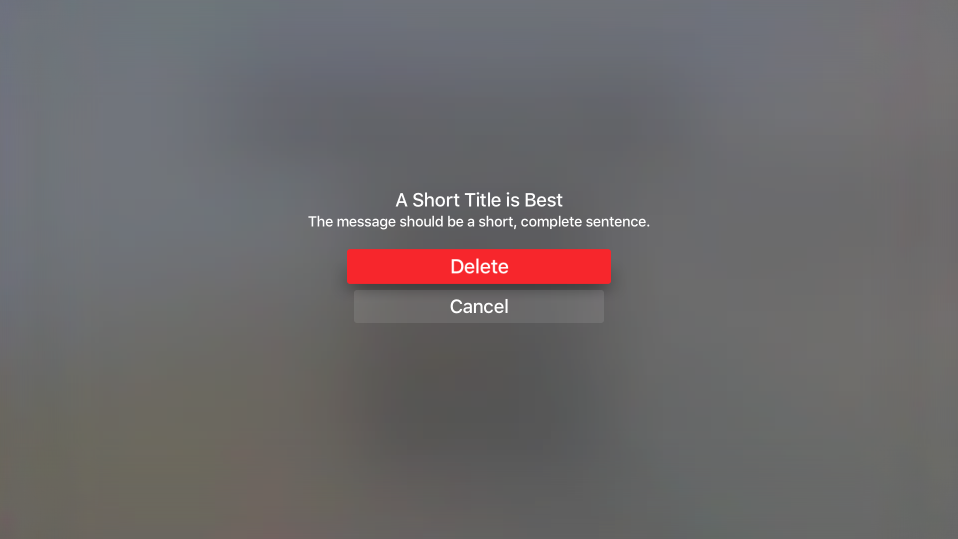 A Short Title is Best
The message should be a short, complete sentence.
Delete
Cancel